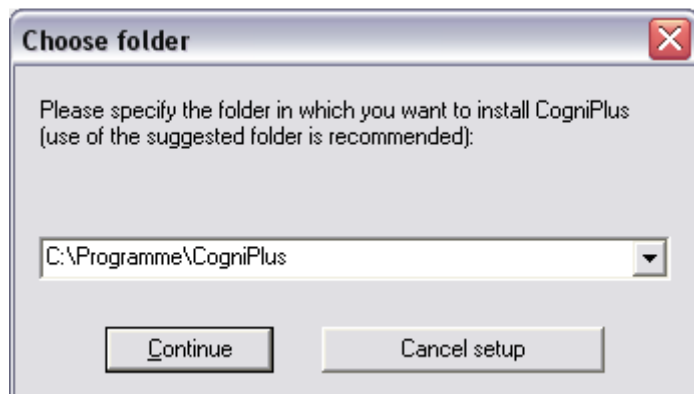 Choose folder
Please specify the folder in which you want to install CogniPlus
(use of the suggested folder is recommended):
C:\Programme\CogniPlus
Continue
Cancel setup